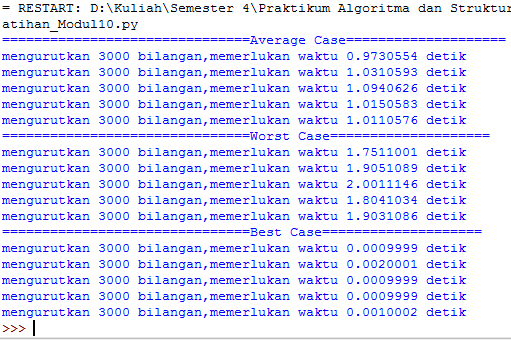 = RESTART: D:\Kuliah\Semester 4\Praktikum Algoritma dan Struktur
atihan_Modul10.py
===============================Average Case====================
mengurutkan 3000 bilangan,memerlukan waktu 0.9730554 detik
mengurutkan 3000 bilangan,memerlukan waktu 1.0310593 detik
mengurutkan 3000 bilangan,memerlukan waktu 1.0940626 detik
mengurutkan 3000 bilangan,memerlukan waktu 1.0150583 detik
mengurutkan 3000 bilangan,memerlukan waktu 1.0110576 detik
===============================Worst Case====================
mengurutkan 3000 bilangan,memerlukan waktu 1.7511001 detik
mengurutkan 3000 bilangan,memerlukan waktu 1.9051089 detik
mengurutkan 3000 bilangan,memerlukan waktu 2.0011146 detik
mengurutkan 3000 bilangan,memerlukan waktu 1.8041034 detik
mengurutkan 3000 bilangan,memerlukan waktu 1.9031086 detik
===============================Best Case====================
mengurutkan 3000 bilangan,memerlukan waktu 0.0009999 detik
mengurutkan 3000 bilangan,memerlukan waktu 0.0020001 detik
mengurutkan 3000 bilangan,memerlukan waktu 0.0009999 detik
mengurutkan 3000 bilangan,memerlukan waktu 0.0009999 detik
mengurutkan 3000 bilangan,memerlukan waktu 0.0010002 detik
>>>